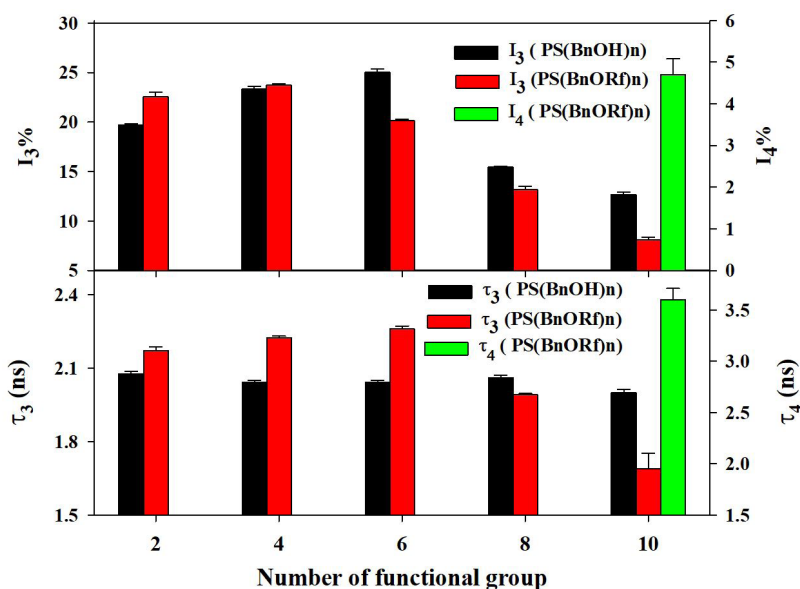 30
25
20
15
10
5
I3%
I3 ( PS(BnOH)n)
I3 (PS(BnORf)n)
I4 ( PS(BnORf)n)
6
5
4
3
2
1
0
I4%
2.4
2.1
1.8
1.5
τ3 (ns)
τ3 ( PS(BnOH)n)
τ3 (PS(BnORf)n)
τ4 ( PS(BnORf)n)
3.5
3.0
2.5
2.0
1.5
τ4 (ns)
2 4 6 8 10
Number of functional group